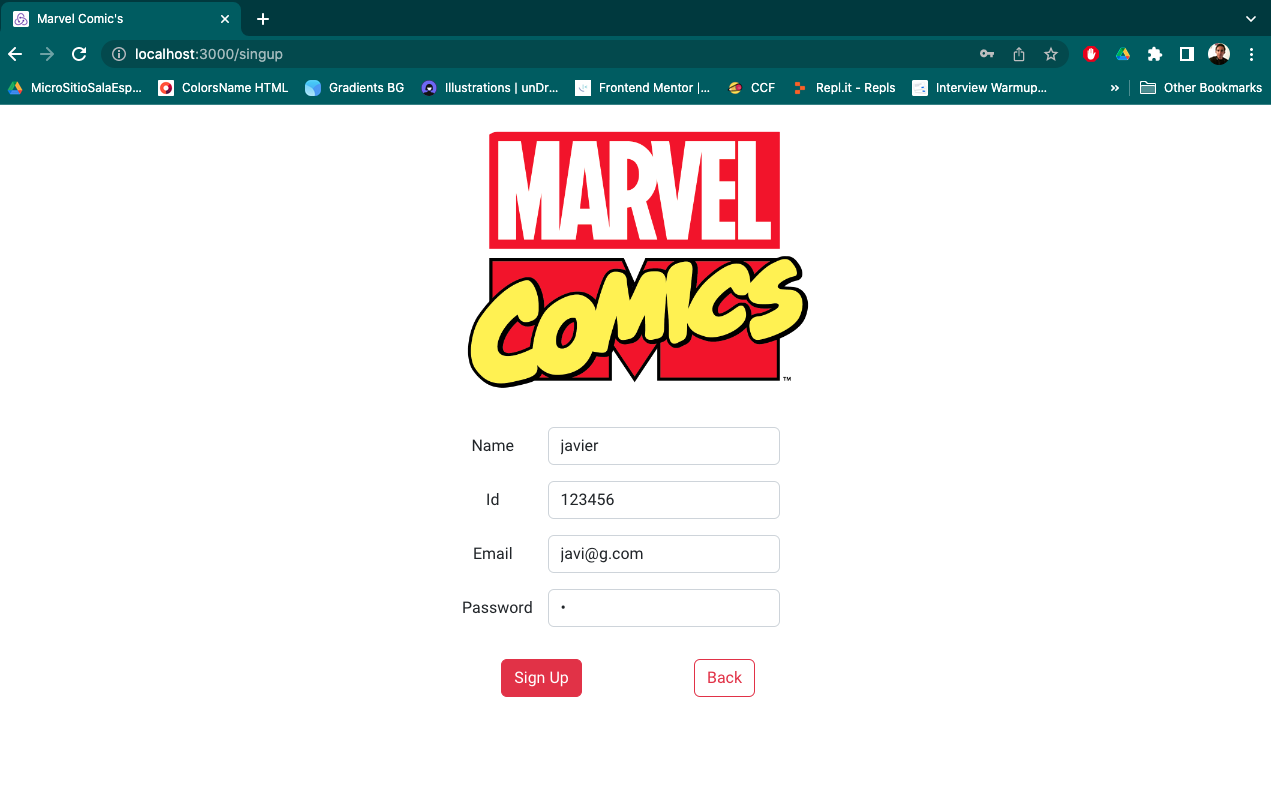 Marvel Comic's
localhost:3000/singup
MicroSitioSalaEsp... ColorsName HTML Gradients BG Illustrations | unDr... Frontend Mentor |... CCF Repl.it - Repls Interview Warmup... » Other Bookmarks
MARVEL
COMICS
™
Name javier
Id 123456
Email javi@g.com
Password •
Sign Up Back